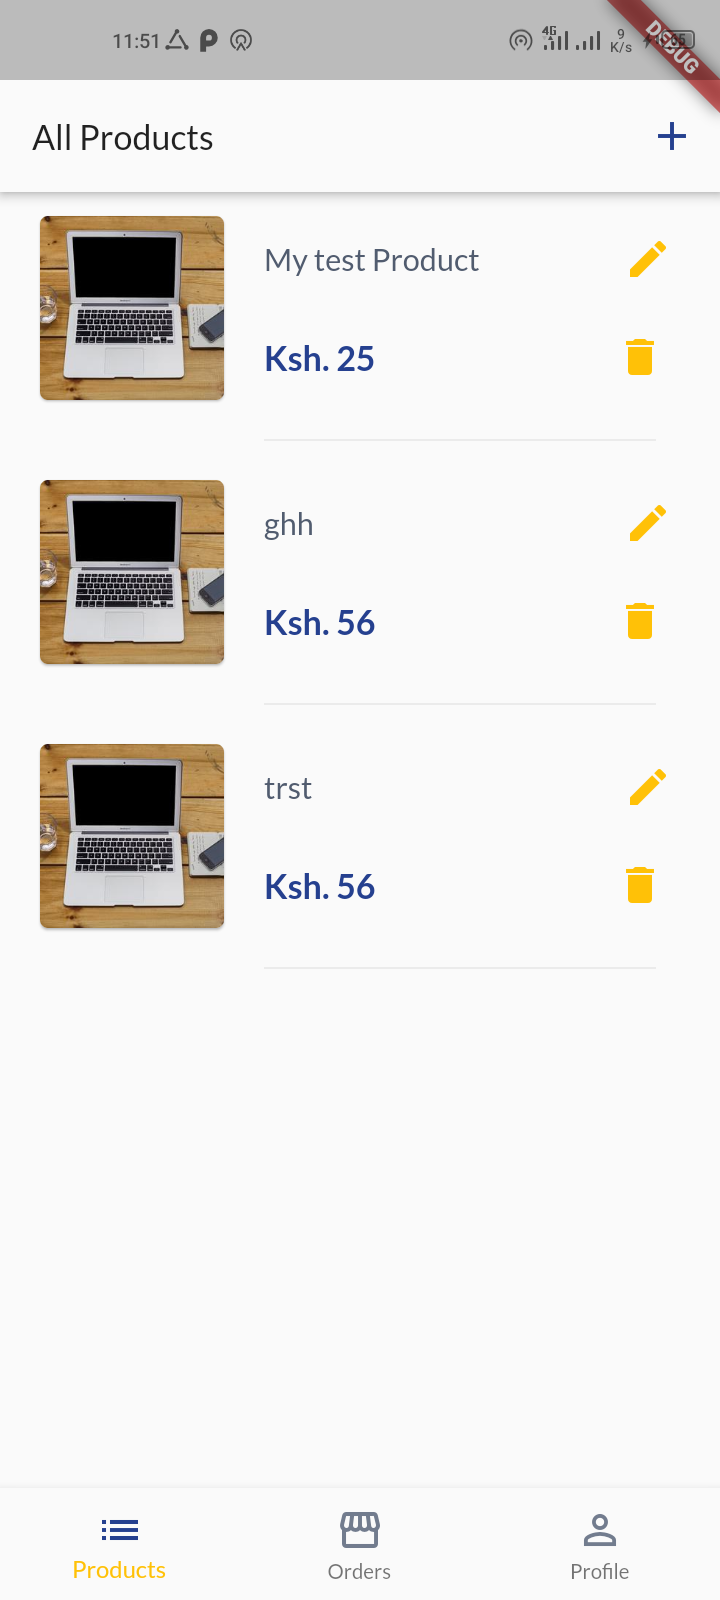 11:51
4G
9
K/s
65
DEBUG
All Products
My test Product
Ksh. 25
ghh
Ksh. 56
trst
Ksh. 56
Products
Orders
Profile